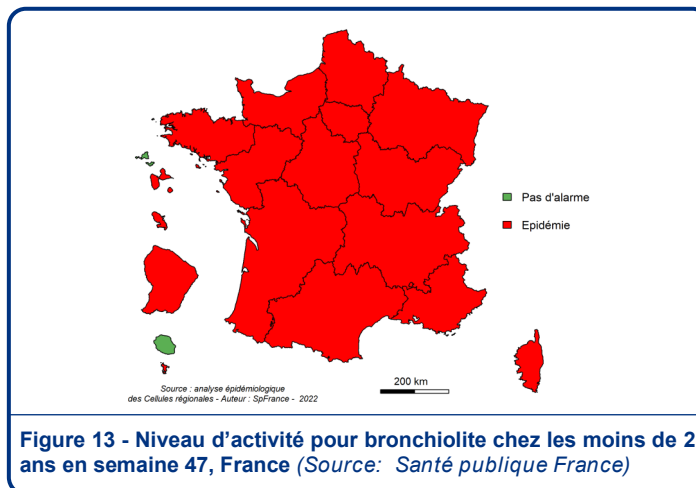 Pas d'alarme
Epidémie
Source : analyse épidémiologique
des Cellules régionales - Auteur : SpFrance - 2022
200 km
Figure 13 - Niveau d’activité pour bronchiolite chez les moins de 2
ans en semaine 47, France (Source: Santé publique France)